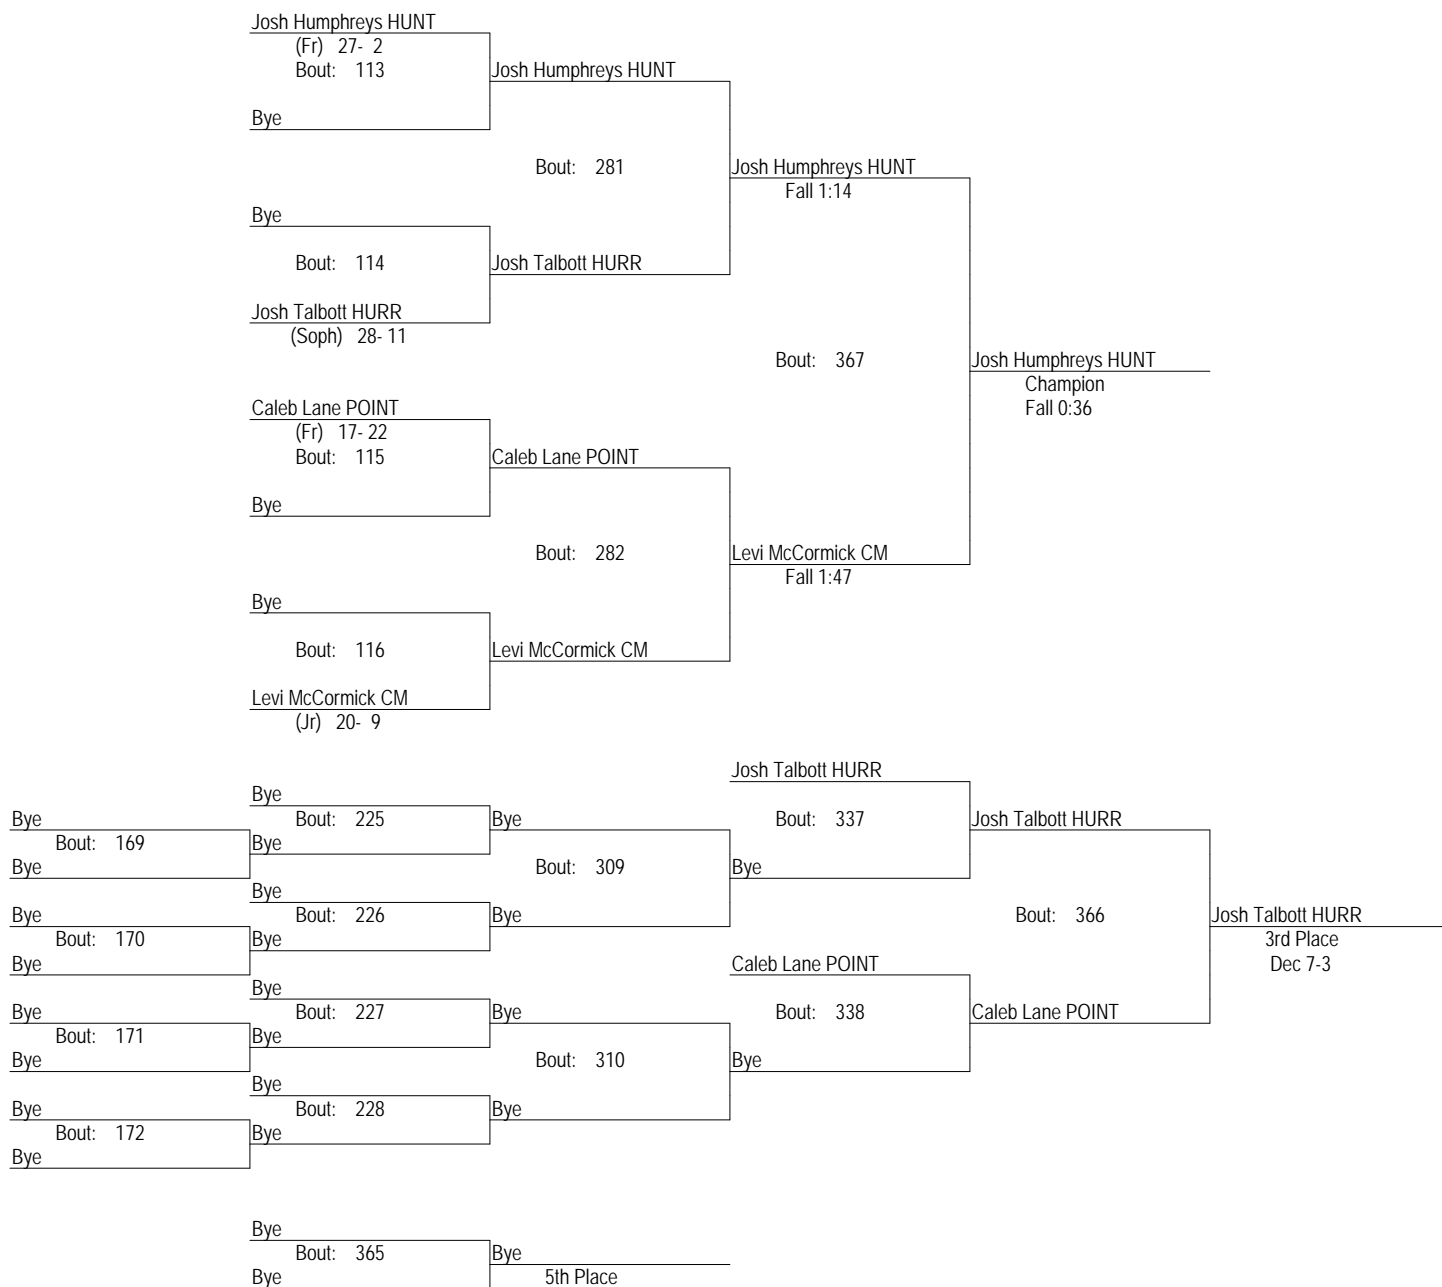 Josh Humphreys HUNT
(Fr) 27- 2
Bout: 113
Josh Humphreys HUNT
Bye
Bout: 281
Josh Humphreys HUNT
Fall 1:14
Bye
Bout: 114
Josh Talbott HURR
Josh Talbott HURR
(Soph) 28- 11
Bout: 367
Josh Humphreys HUNT
Champion
Fall 0:36
Caleb Lane POINT
(Fr) 17- 22
Bout: 115
Caleb Lane POINT
Bye
Bout: 282
Levi McCormick CM
Fall 1:47
Bye
Bout: 116
Levi McCormick CM
Levi McCormick CM
(Jr) 20- 9
Josh Talbott HURR
Bye
Bye
Bout: 225
Bye
Bout: 337
Josh Talbott HURR
Bout: 169
Bye
Bye
Bout: 309
Bye
Bye
Bye
Bout: 226
Bye
Bout: 366
Josh Talbott HURR
Bout: 170
Bye
3rd Place
Bye
Caleb Lane POINT
Dec 7-3
Bye
Bye
Bout: 227
Bye
Bout: 338
Caleb Lane POINT
Bout: 171
Bye
Bye
Bout: 310
Bye
Bye
Bye
Bout: 228
Bye
Bout: 172
Bye
Bye
Bye
Bout: 365
Bye
Bye
5th Place